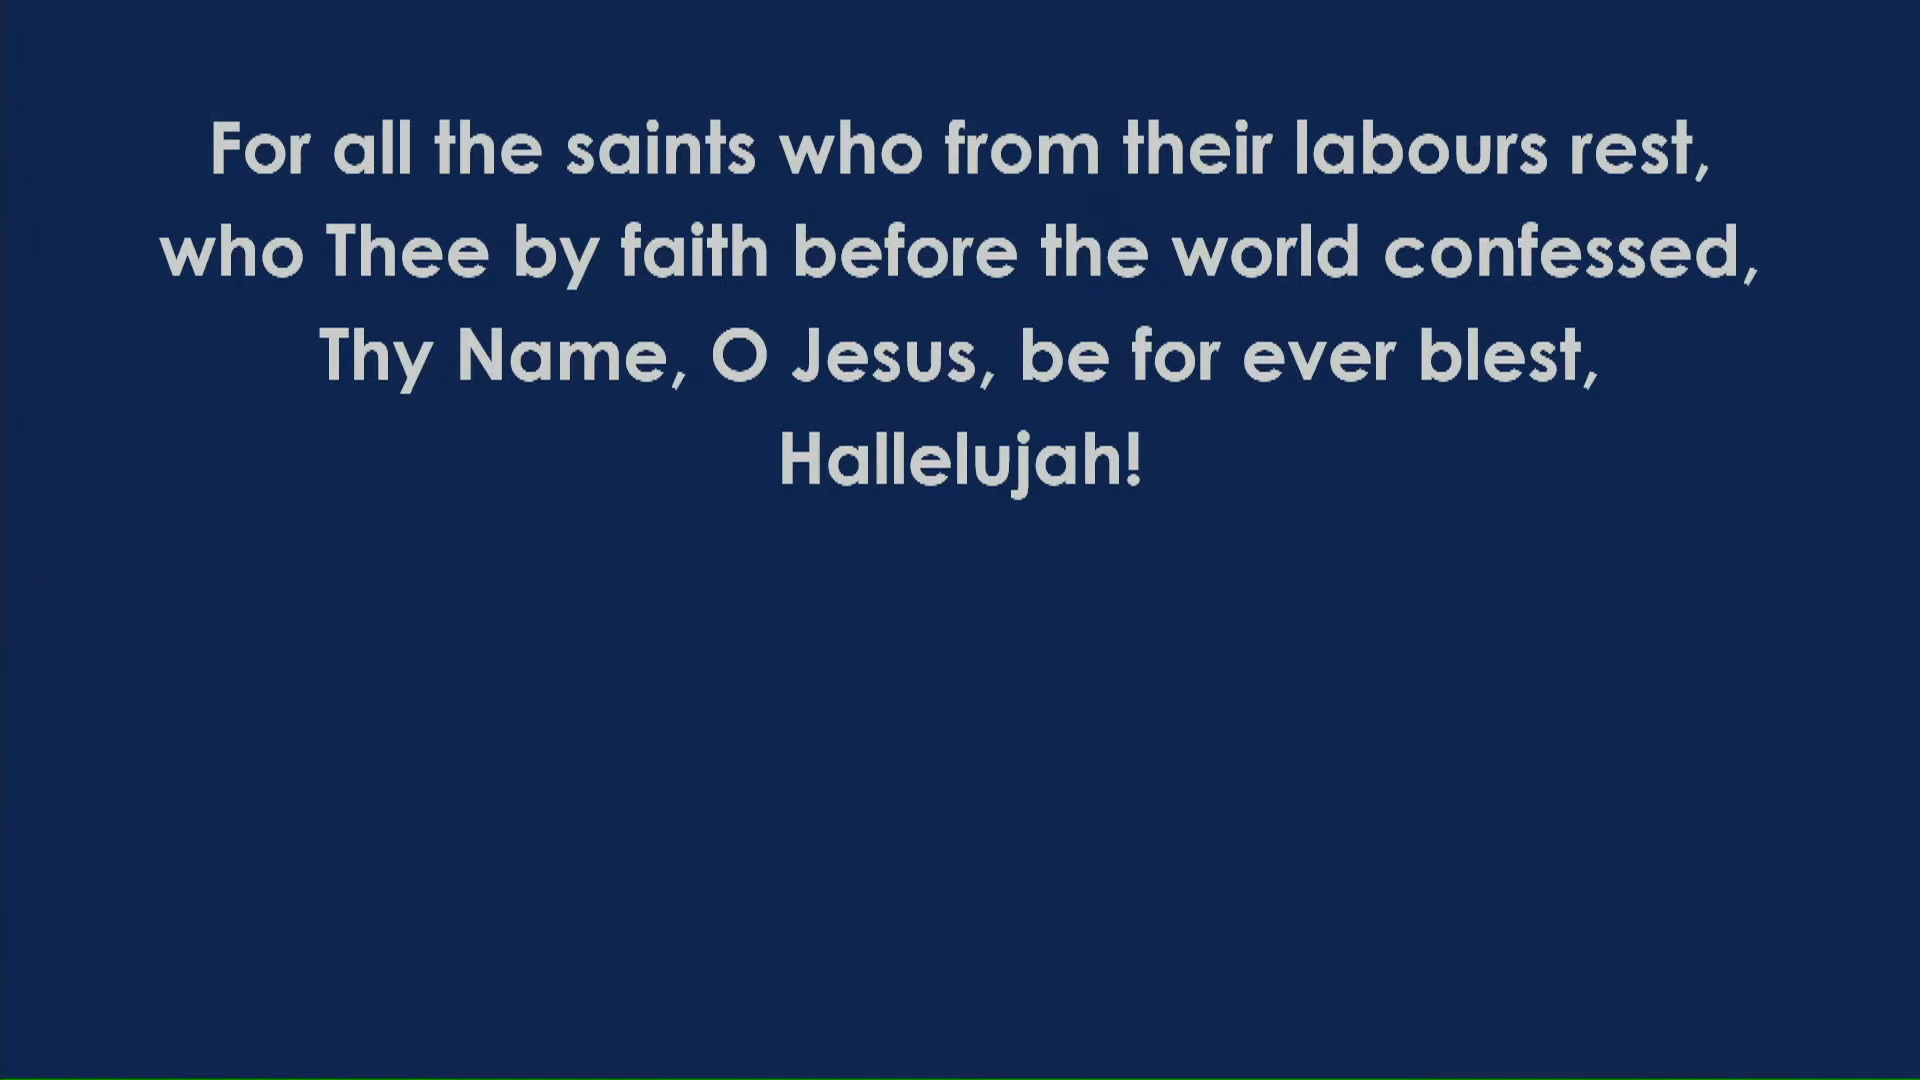 For all the saints who from their labours rest,
who Thee by faith before the world confessed,
Thy Name, O Jesus, be for ever blest,
Hallelujah!